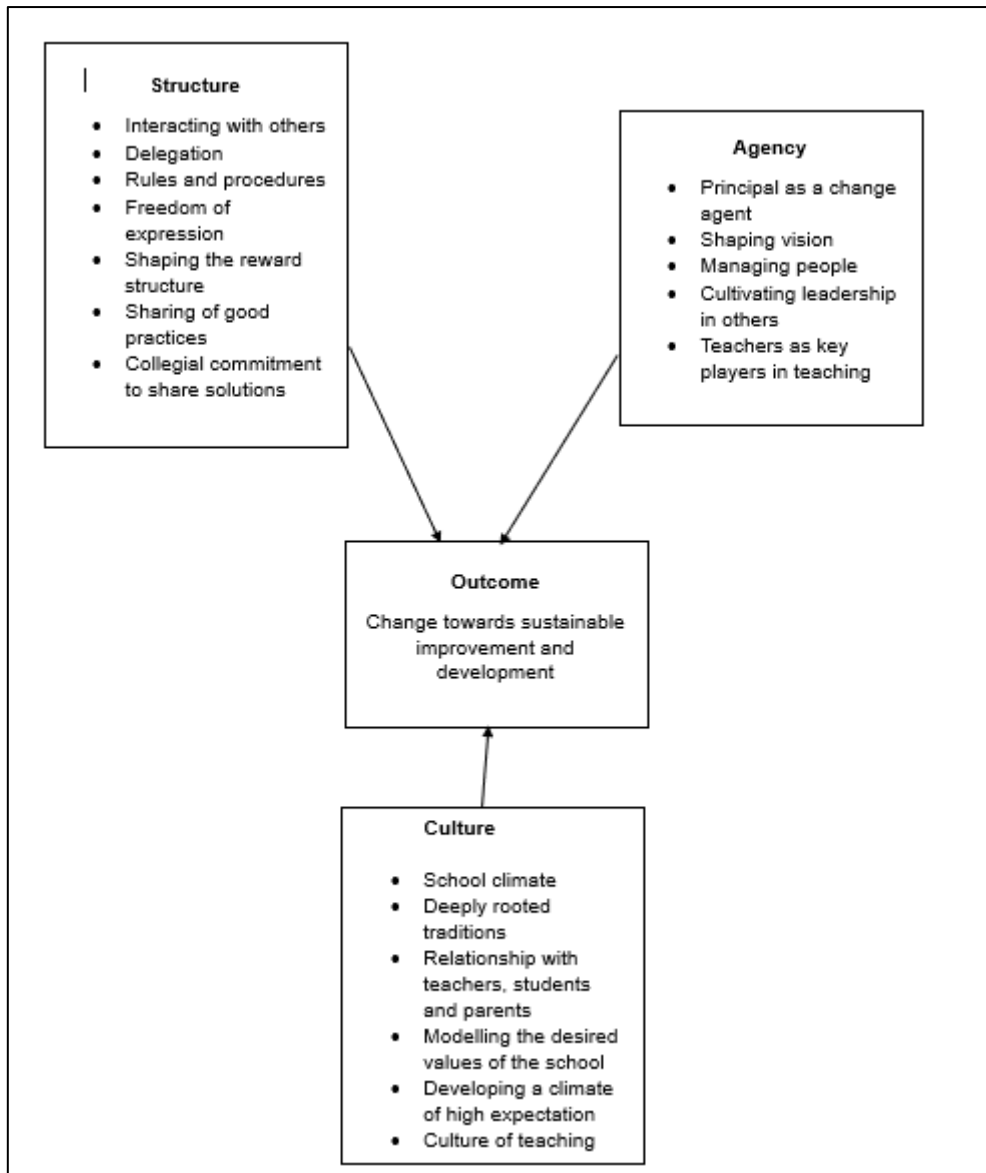 Structure
• Interacting with others
• Delegation
• Rules and procedures
• Freedom of
expression
• Shaping the reward
structure
• Sharing of good
practices
• Collegial commitment
to share solutions
Agency
• Principal as a change
agent
• Shaping vision
• Managing people
• Cultivating leadership
in others
• Teachers as key
players in teaching
Outcome
Change towards sustainable
improvement and
development
Culture
• School climate
• Deeply rooted
traditions
• Relationship with
teachers, students
and parents
• Modelling the desired
values of the school
• Developing a climate
of high expectation
• Culture of teaching